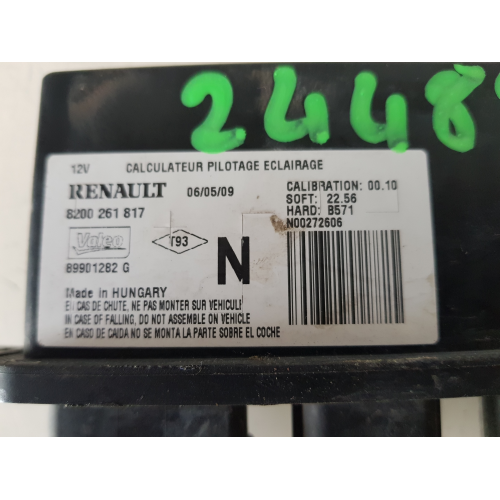 24489
12V CALCULATEUR PILOTAGE ECLAIRAGE
RENAULT 06/05/09
8200 261 817
CALIBRATION: 00.10
SOFT: 22.56
HARD: B571
N00272606
Valeo
T93
N
89901282 G
Made in HUNGARY
EN CAS DE CHUTE, NE PAS MONTER SUR VEHICULE
IN CASE OF FALLING, DO NOT ASSEMBLE ON VEHICLE
EN CASO DE CAIDA NO SE MONTA LA PARTE SOBRE EL COCHE